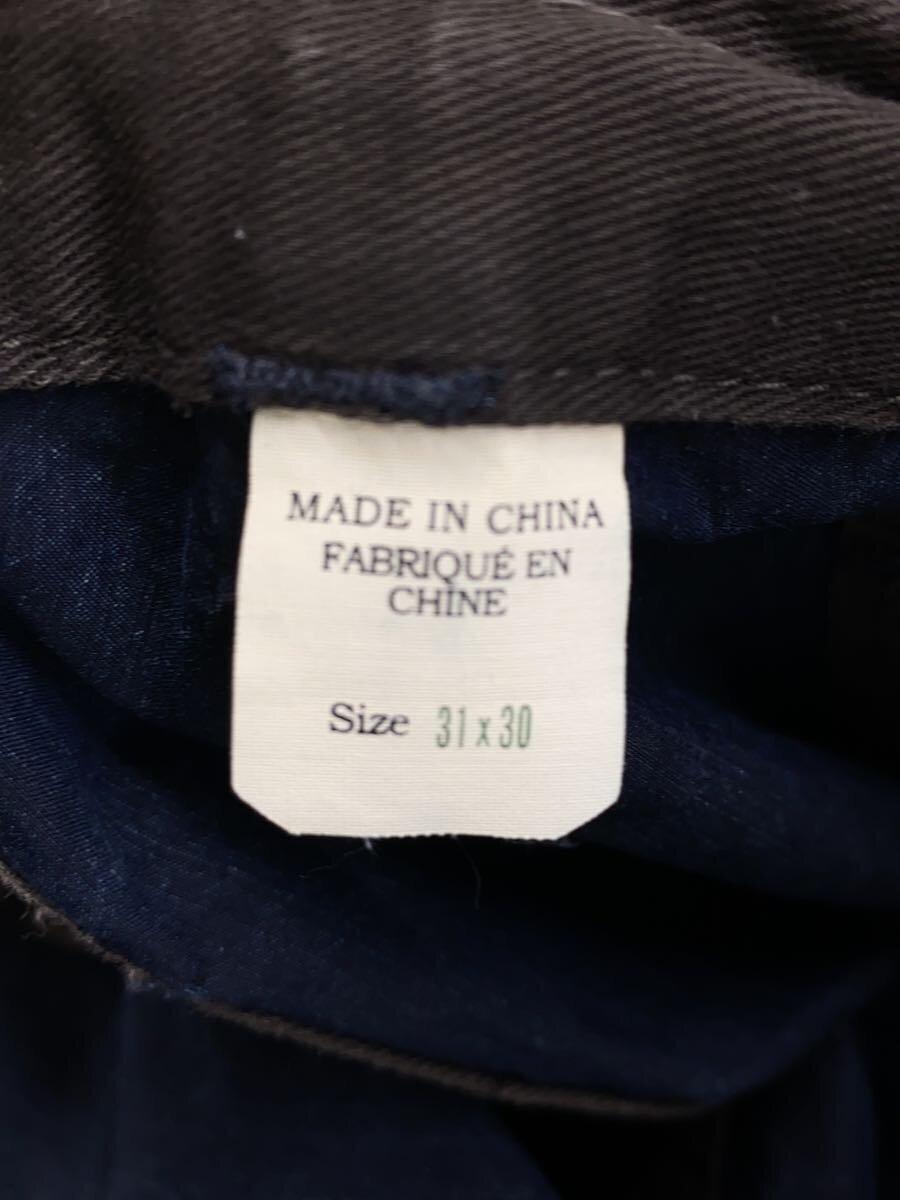 MADE IN CHINA
FABRIQUÉ EN
CHINE
Size 31 x 30